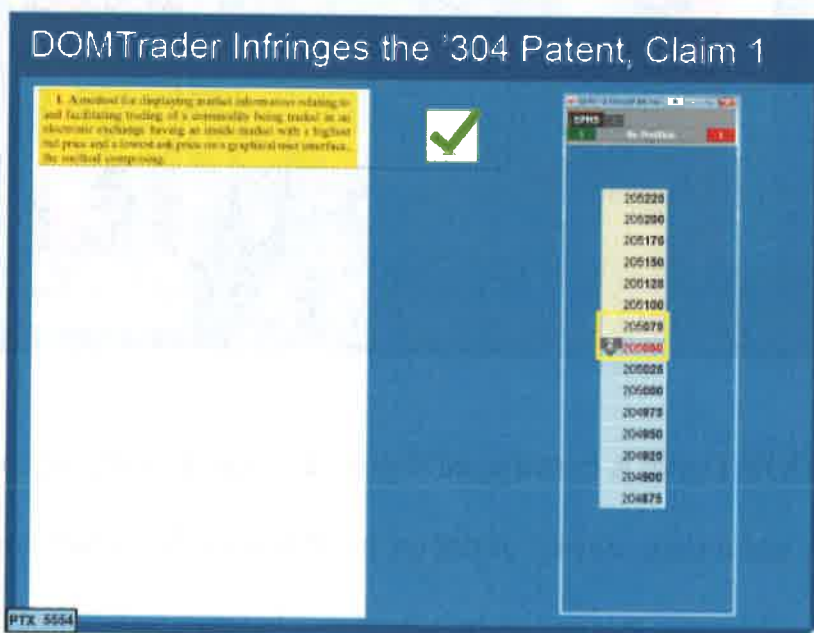 DOMTrader Infringes the '304 Patent, Claim 1
1. A method for displaying market information relating to
and facilitating trading of a commodity being traded in an
electronic exchange having an inside market with a highest
bid price and a lowest ask price on a graphical user interface,
the method comprising:
205220
205200
205175
205150
205125
205100
205075
2
205025
205000
204975
204950
204900
204875
PTX 5554